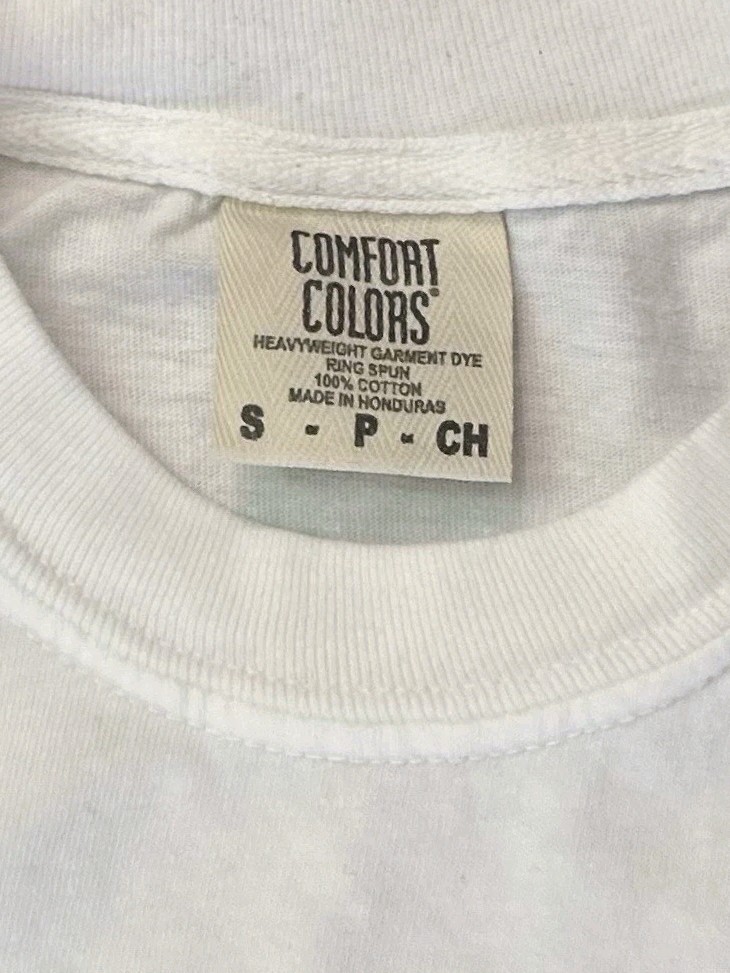 COMFORT
COLORS®
HEAVYWEIGHT GARMENT DYE
RING SPUN
100% COTTON
MADE IN HONDURAS
S - P - CH